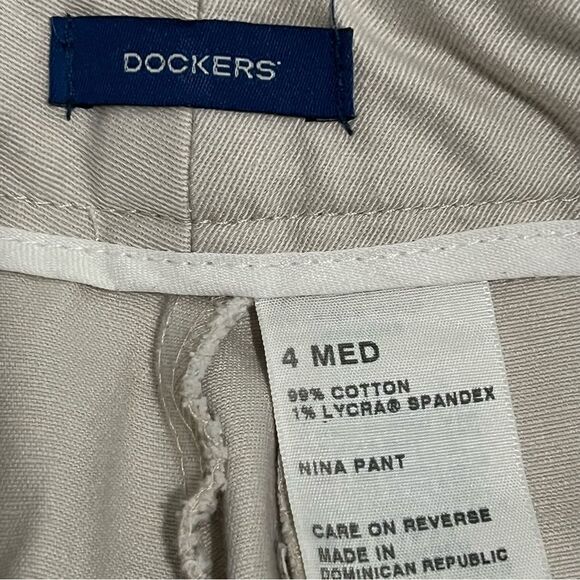 DOCKERS
4 MED
99% COTTON
1% LYCRA® SPANDEX
NINA PANT
CARE ON REVERSE
MADE IN
DOMINICAN REPUBLIC